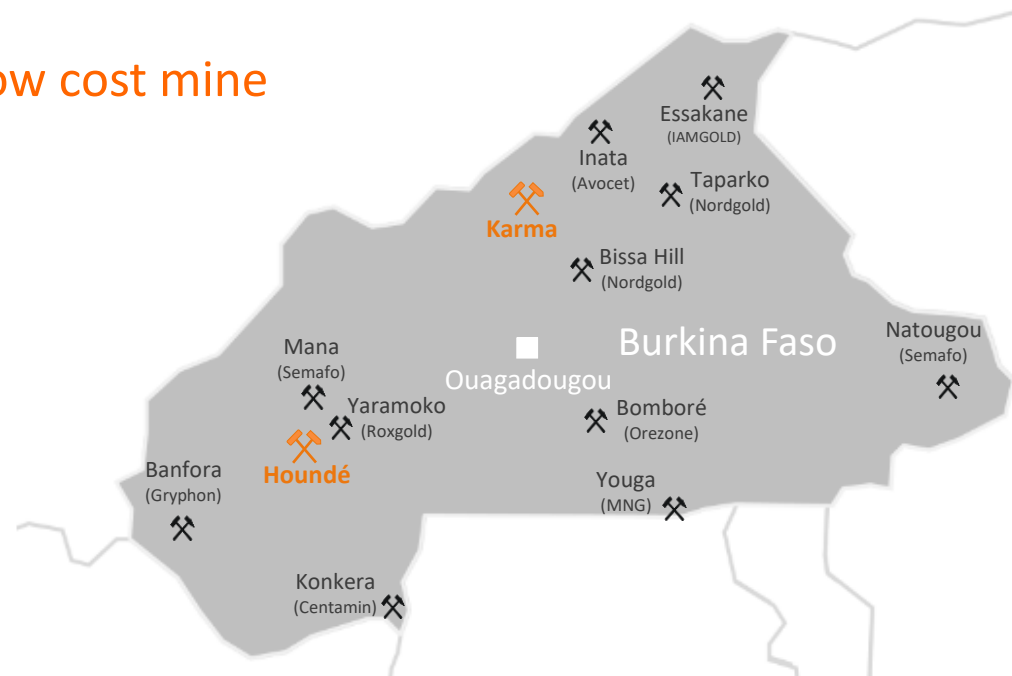 cost mine
Essakane
(IAMGOLD)
Inata
(Avocet)
Taparko
(Nordgold)
Karma
Bissa Hill
(Nordgold)
Burkina Faso
Natougou
(Semafo)
Mana
(Semafo)
Ouagadougou
Yaramoko
(Roxgold)
Bomboré
(Orezone)
Houndé
Banfora
(Gryphon)
Youga
(MNG)
Konkera
(Centamin)